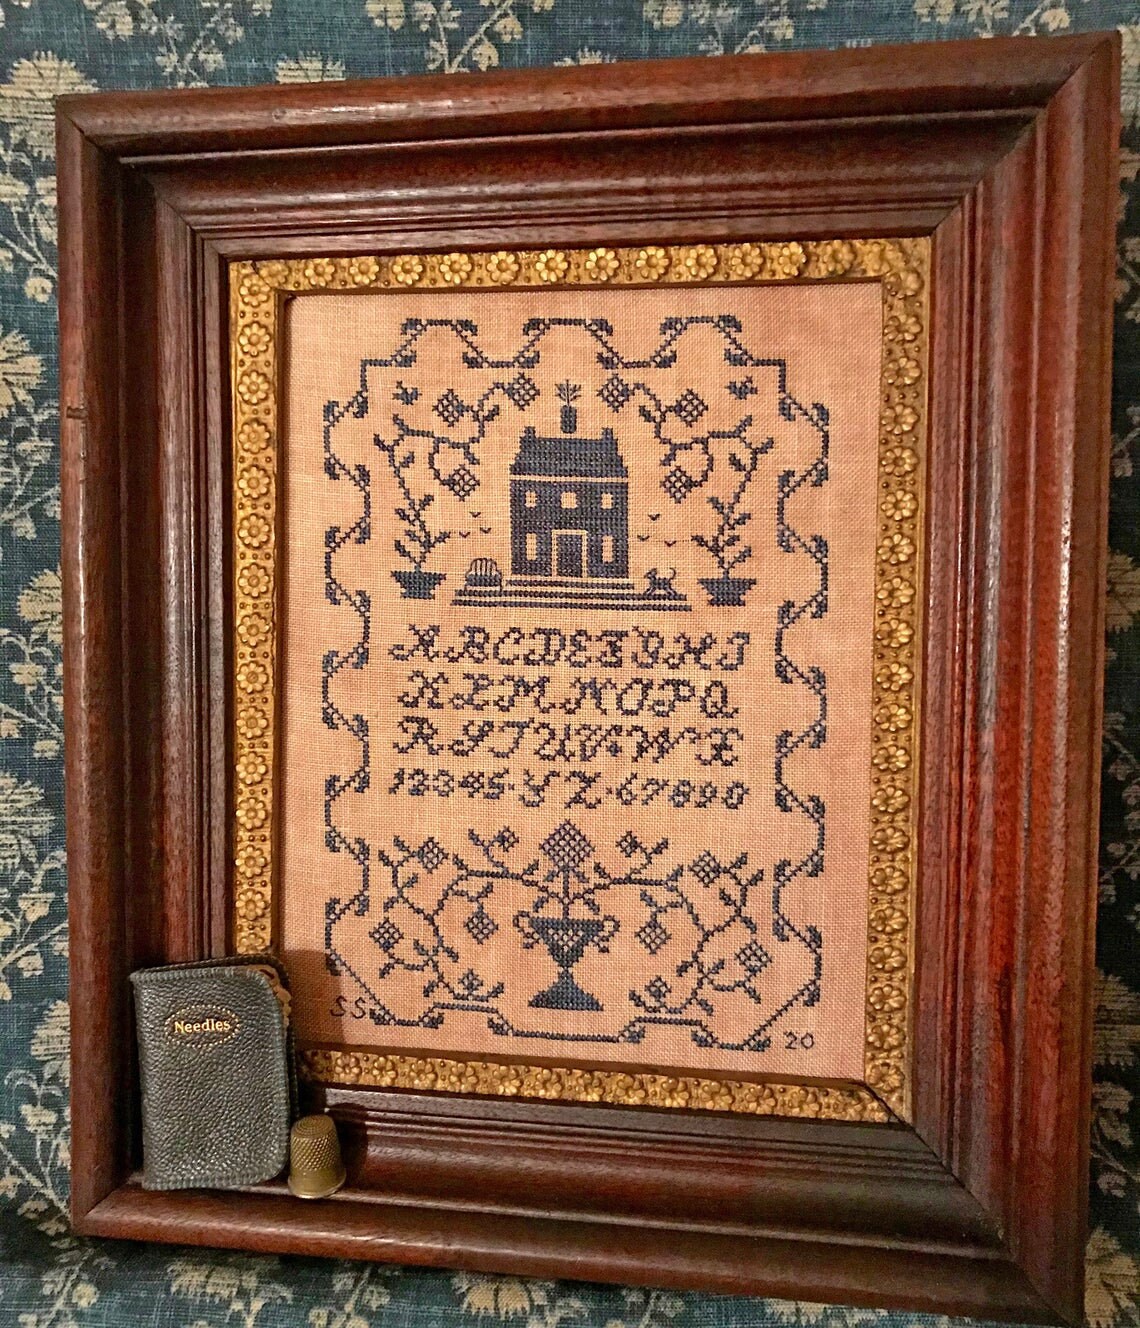 ABCDEFGHI
KLMNOPQ
RSTUVWX
12345·YZ·67890
SS
20
Needles